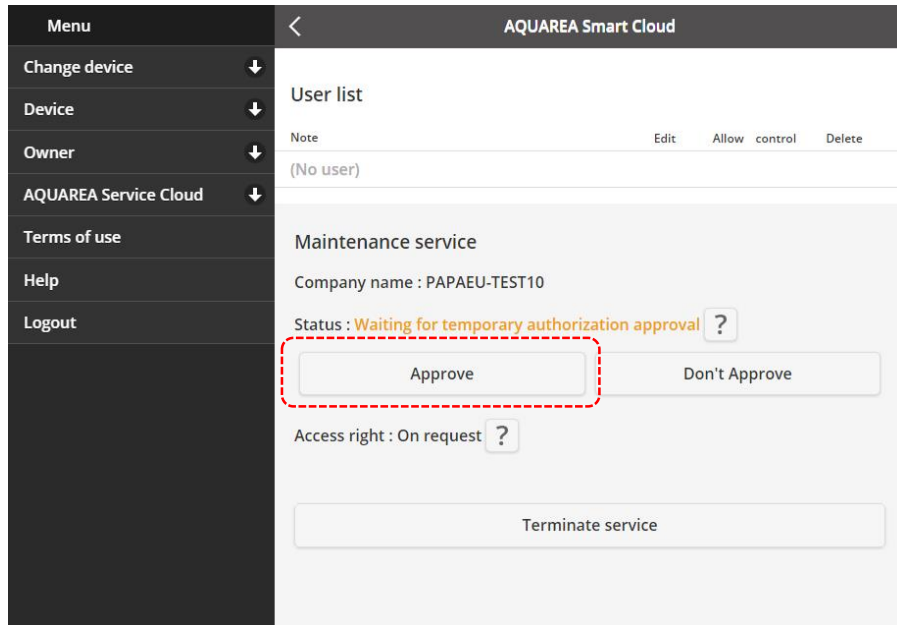 Menu
Change device
Device
Owner
AQUAREA Service Cloud
Terms of use
Help
Logout
AQUAREA Smart Cloud
User list
Note Edit Allow control Delete
(No user)
Maintenance service
Company name : PAPAEU-TEST10
Status : Waiting for temporary authorization approval ?
Approve Don't Approve
Access right : On request ?
Terminate service